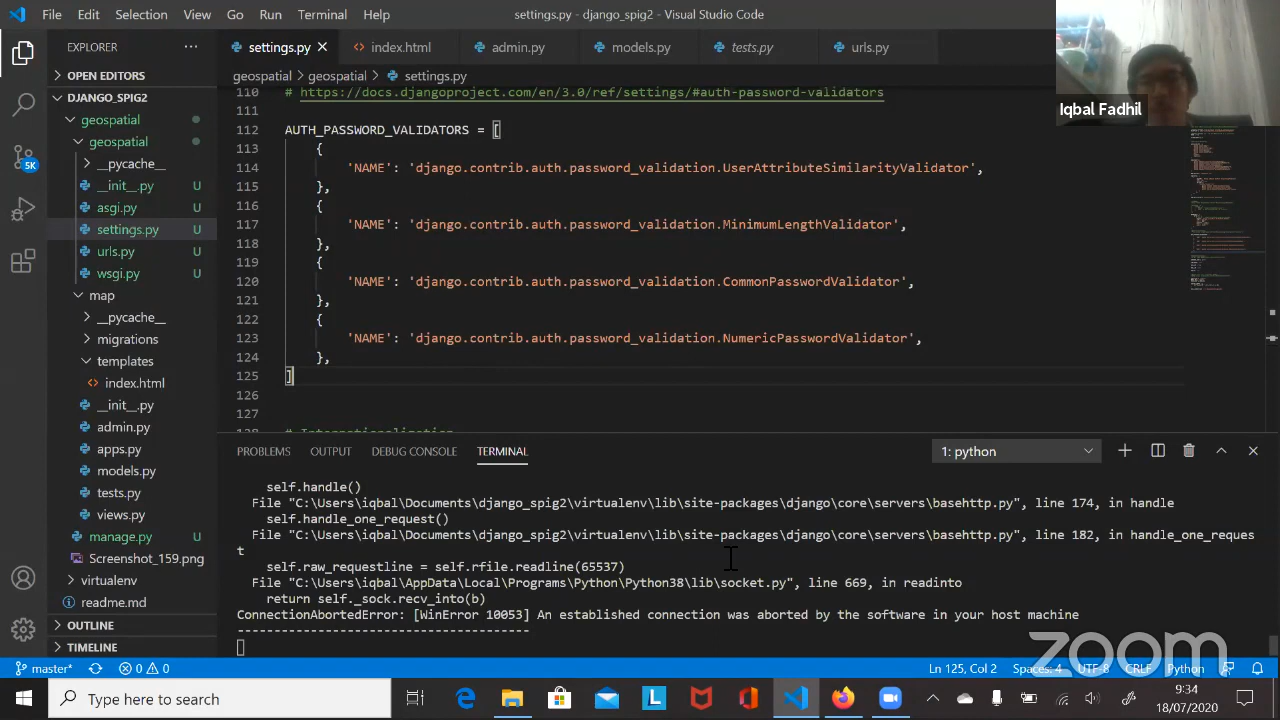 File Edit Selection View Go Run Terminal Help settings.py - django_spig2 - Visual Studio Code
EXPLORER ...
settings.py index.html admin.py models.py tests.py urls.py
OPEN EDITORS
DJANGO_SPIG2
geospatial
geospatial
__pycache__
__init__.py U
asgi.py U
settings.py U
urls.py U
wsgi.py U
map
__pycache__
migrations
templates
index.html
__init__.py
admin.py
apps.py
models.py
tests.py
views.py
manage.py U
Screenshot_159.png
virtualenv
readme.md
OUTLINE
TIMELINE
5K
geospatial > geospatial > settings.py
110 # https://docs.djangoproject.com/en/3.0/ref/settings/#auth-password-validators
111
112 AUTH_PASSWORD_VALIDATORS = [
113 {
114 'NAME': 'django.contrib.auth.password_validation.UserAttributeSimilarityValidator',
115 },
116 {
117 'NAME': 'django.contrib.auth.password_validation.MinimumLengthValidator',
118 },
119 {
120 'NAME': 'django.contrib.auth.password_validation.CommonPasswordValidator',
121 },
122 {
123 'NAME': 'django.contrib.auth.password_validation.NumericPasswordValidator',
124 },
125 ]
126
127
128 # Internationalization
Iqbal Fadhil
PROBLEMS OUTPUT DEBUG CONSOLE TERMINAL 1: python
self.handle()
File "C:\Users\iqbal\Documents\django_spig2\virtualenv\lib\site-packages\django\core\servers\basehttp.py", line 174, in handle
self.handle_one_request()
File "C:\Users\iqbal\Documents\django_spig2\virtualenv\lib\site-packages\django\core\servers\basehttp.py", line 182, in handle_one_reques
t
self.raw_requestline = self.rfile.readline(65537)
File "C:\Users\iqbal\AppData\Local\Programs\Python\Python38\lib\socket.py", line 669, in readinto
return self._sock.recv_into(b)
ConnectionAbortedError: [WinError 10053] An established connection was aborted by the software in your host machine
----------------------------------------
zoom
master* 0 0 Ln 125, Col 2 Spaces: 4 UTF-8 CRLF Python
Type here to search
9:34
18/07/2020